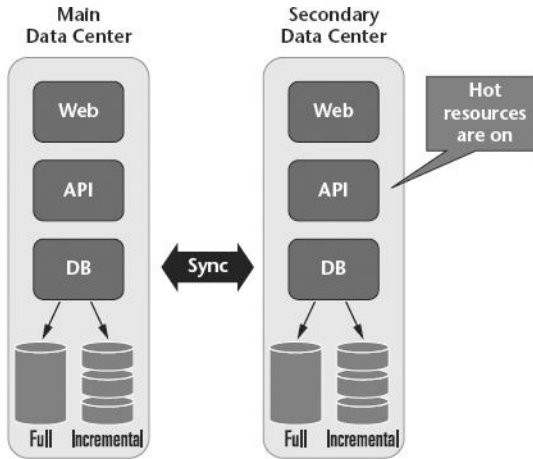 Main
Data Center
Secondary
Data Center
Web
Web
Hot
resources
are on
API
API
DB
Sync
DB
Full
Incremental
Full
Incremental